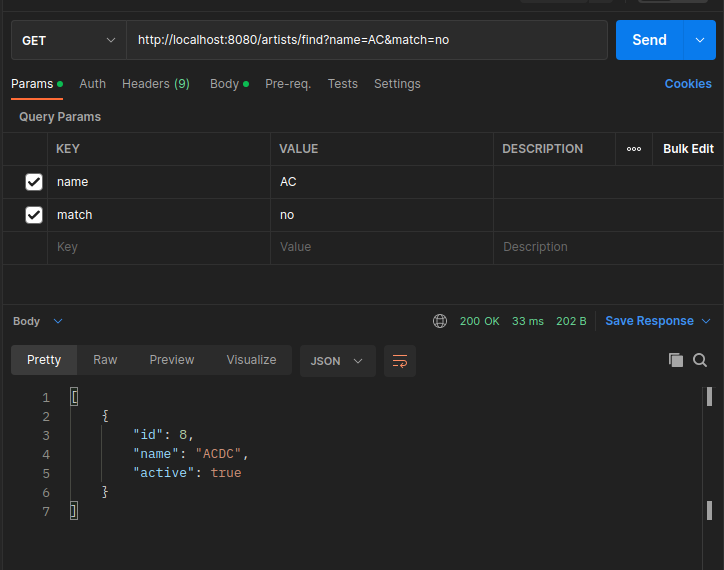 GET http://localhost:8080/artists/find?name=AC&match=no Send
Params Auth Headers (9) Body Pre-req. Tests Settings Cookies
Query Params
KEY VALUE DESCRIPTION ooo Bulk Edit
name AC
match no
Key Value Description
Body 200 OK 33 ms 202 B Save Response
Pretty Raw Preview Visualize JSON
1 [
2 {
3 "id": 8,
4 "name": "ACDC",
5 "active": true
6 }
7 ]